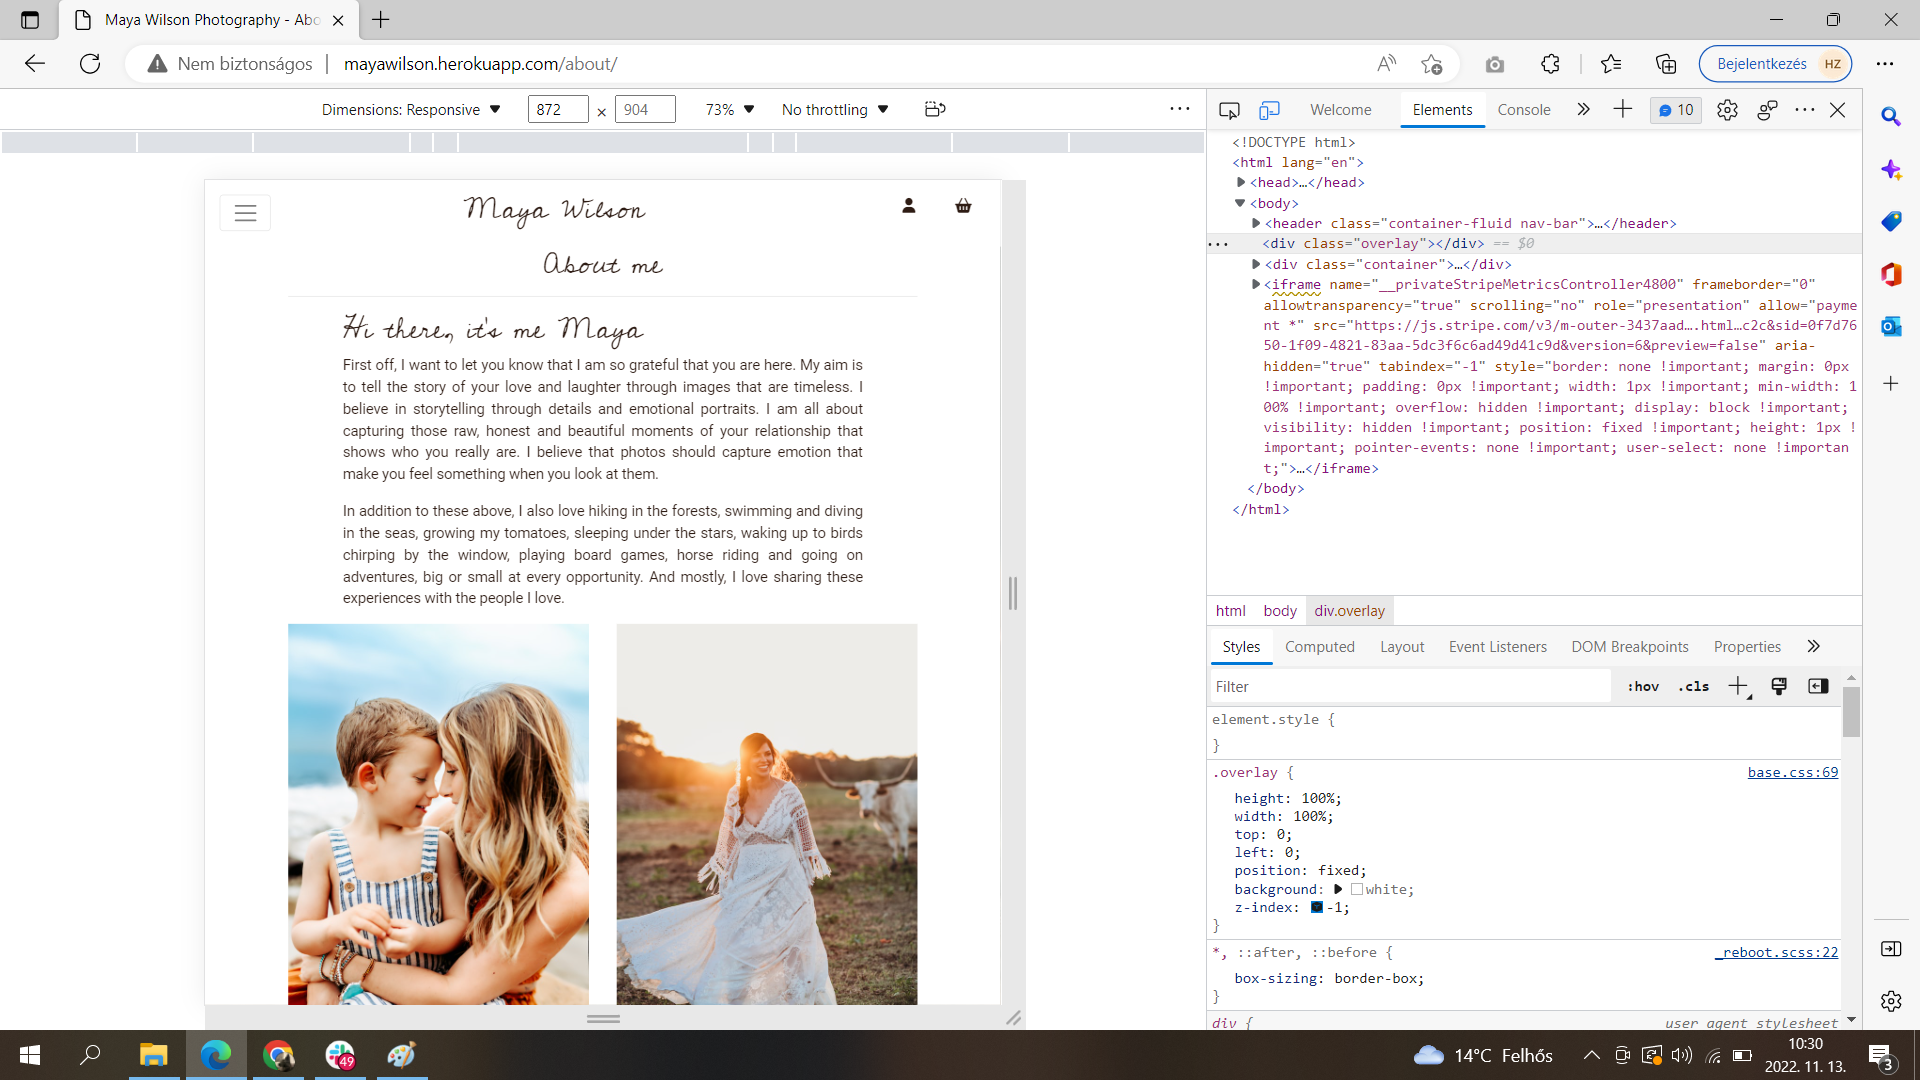 Maya Wilson Photography - Abo
Nem biztonságos
mayawilson.herokuapp.com/about/
Bejelentkezés HZ
Dimensions: Responsive 872 × 904 73% No throttling
Maya Wilson
About me
Hi there, it's me Maya
First off, I want to let you know that I am so grateful that you are here. My aim is
to tell the story of your love and laughter through images that are timeless. I
believe in storytelling through details and emotional portraits. I am all about
capturing those raw, honest and beautiful moments of your relationship that
shows who you really are. I believe that photos should capture emotion that
make you feel something when you look at them.
In addition to these above, I also love hiking in the forests, swimming and diving
in the seas, growing my tomatoes, sleeping under the stars, waking up to birds
chirping by the window, playing board games, horse riding and going on
adventures, big or small at every opportunity. And mostly, I love sharing these
experiences with the people I love.
Welcome Elements Console 10
<!DOCTYPE html>
<html lang="en">
<head>…</head>
<body>
<header class="container-fluid nav-bar">…</header>
<div class="overlay"></div> == $0
<div class="container">…</div>
<iframe name="__privateStripeMetricsController4800" frameborder="0"
allowtransparency="true" scrolling="no" role="presentation" allow="payme
nt *" src="https://js.stripe.com/v3/m-outer-3437aad….html…c2c&sid=0f7d76
50-1f09-4821-83aa-5dc3f6c6ad49d41c9d&version=6&preview=false" aria-
hidden="true" tabindex="-1" style="border: none !important; margin: 0px
!important; padding: 0px !important; width: 1px !important; min-width: 1
00% !important; overflow: hidden !important; display: block !important;
visibility: hidden !important; position: fixed !important; height: 1px !
important; pointer-events: none !important; user-select: none !importan
t;">…</iframe>
</body>
</html>
html body div.overlay
Styles Computed Layout Event Listeners DOM Breakpoints Properties
Filter :hov .cls
element.style {
}
.overlay { base.css:69
height: 100%;
width: 100%;
top: 0;
left: 0;
position: fixed;
background: white;
z-index: -1;
}
*, ::after, ::before { _reboot.scss:22
box-sizing: border-box;
}
div { user agent stylesheet
49
14°C Felhős
10:30
2022. 11. 13.
3